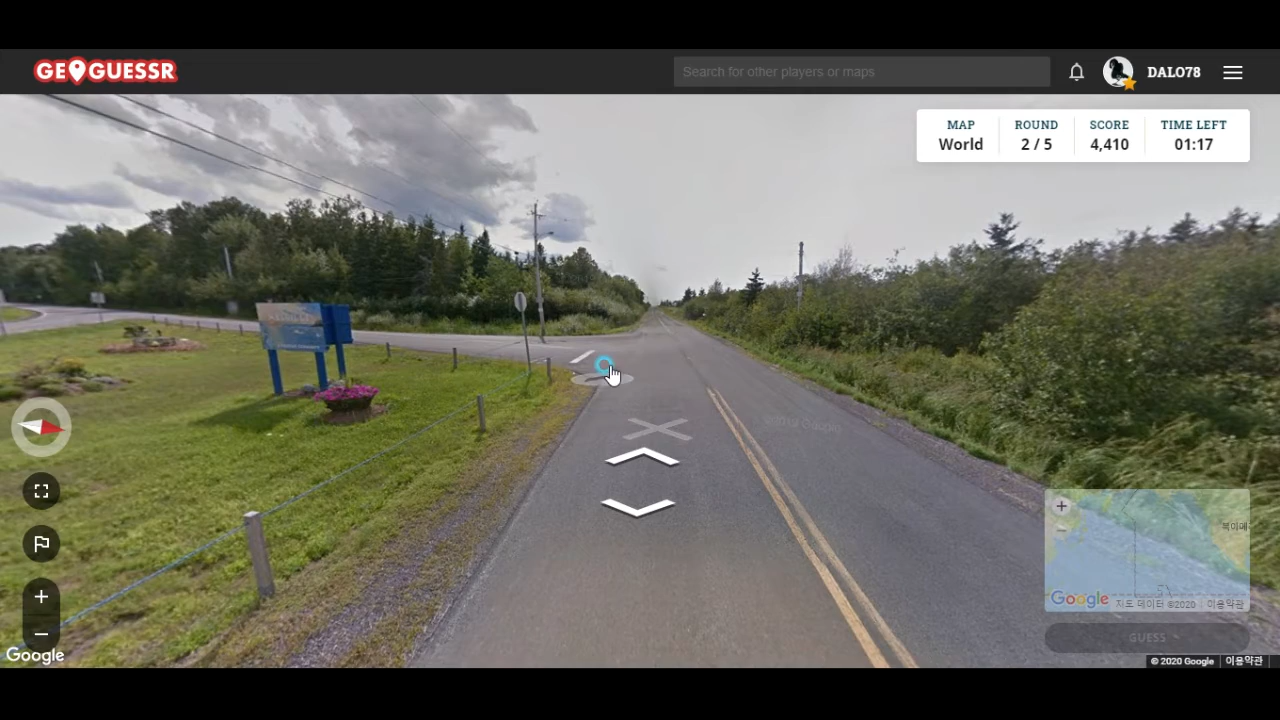 GEOGUESSR
Search for other players or maps
DALO78
MAP
ROUND
SCORE
TIME LEFT
World
2 / 5
4,410
01:17
©2019 Google
+
−
+
−
Google
지도 데이터 ©2020
이용약관
GUESS
Google
© 2020 Google
이용약관